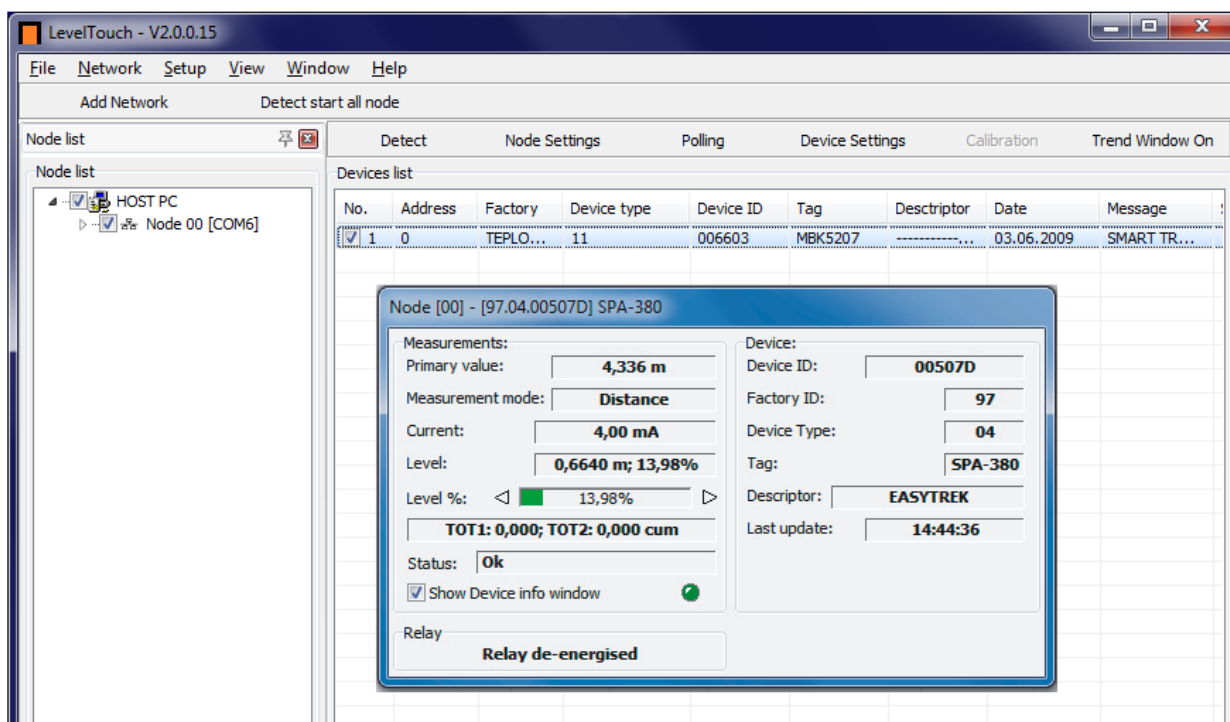 LevelTouch - V2.0.0.15
File Network Setup View Window Help
Add Network Detect start all node
Node list
Detect Node Settings Polling Device Settings Calibration Trend Window On
Node list
HOST PC
Node 00 [COM6]
Devices list
No. Address Factory Device type Device ID Tag Desctriptor Date Message
1 0 TEPLO... 11 006603 MBK5207 -----------... 03.06.2009 SMART TR...
Node [00] - [97.04.00507D] SPA-380
Measurements:
Primary value: 4,336 m
Measurement mode: Distance
Current: 4,00 mA
Level: 0,6640 m; 13,98%
Level %: 13,98%
TOT1: 0,000; TOT2: 0,000 cum
Status: Ok
Show Device info window
Relay
Relay de-energised
Device:
Device ID: 00507D
Factory ID: 97
Device Type: 04
Tag: SPA-380
Descriptor: EASYTREK
Last update: 14:44:36